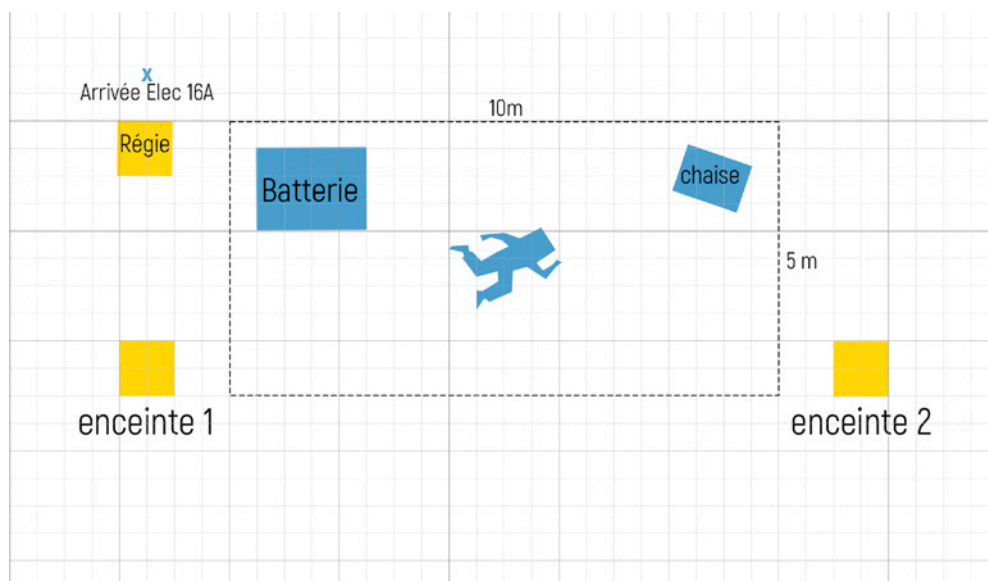 x
Arrivée Elec 16A
10m
Régie
Batterie
chaise
5 m
enceinte 1
enceinte 2